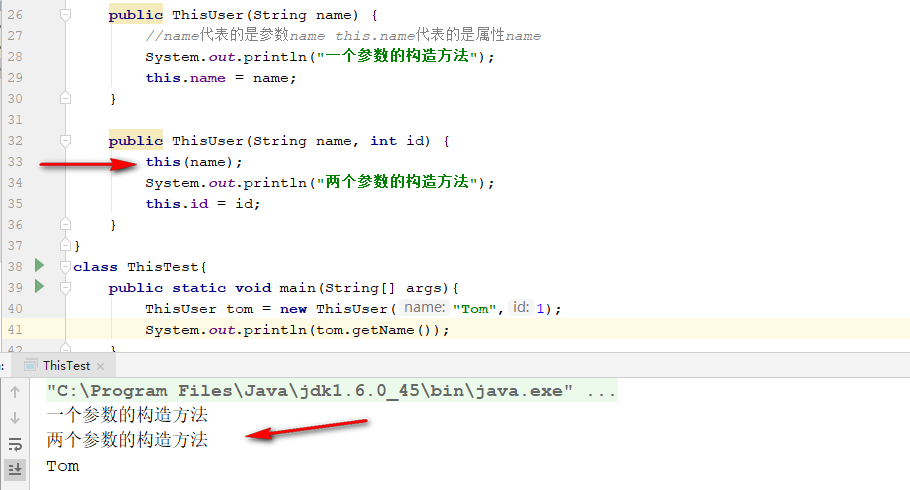 26 public ThisUser(String name) {
27 //name代表的是参数name this.name代表的是属性name
28 System.out.println("一个参数的构造方法");
29 this.name = name;
30 }
31
32 public ThisUser(String name, int id) {
33 this(name);
34 System.out.println("两个参数的构造方法");
35 this.id = id;
36 }
37 }
38 class ThisTest{
39 public static void main(String[] args){
40 ThisUser tom = new ThisUser( name: "Tom", id: 1);
41 System.out.println(tom.getName());
42 }
ThisTest ×
"C:\Program Files\Java\jdk1.6.0_45\bin\java.exe" ...
一个参数的构造方法
两个参数的构造方法
Tom